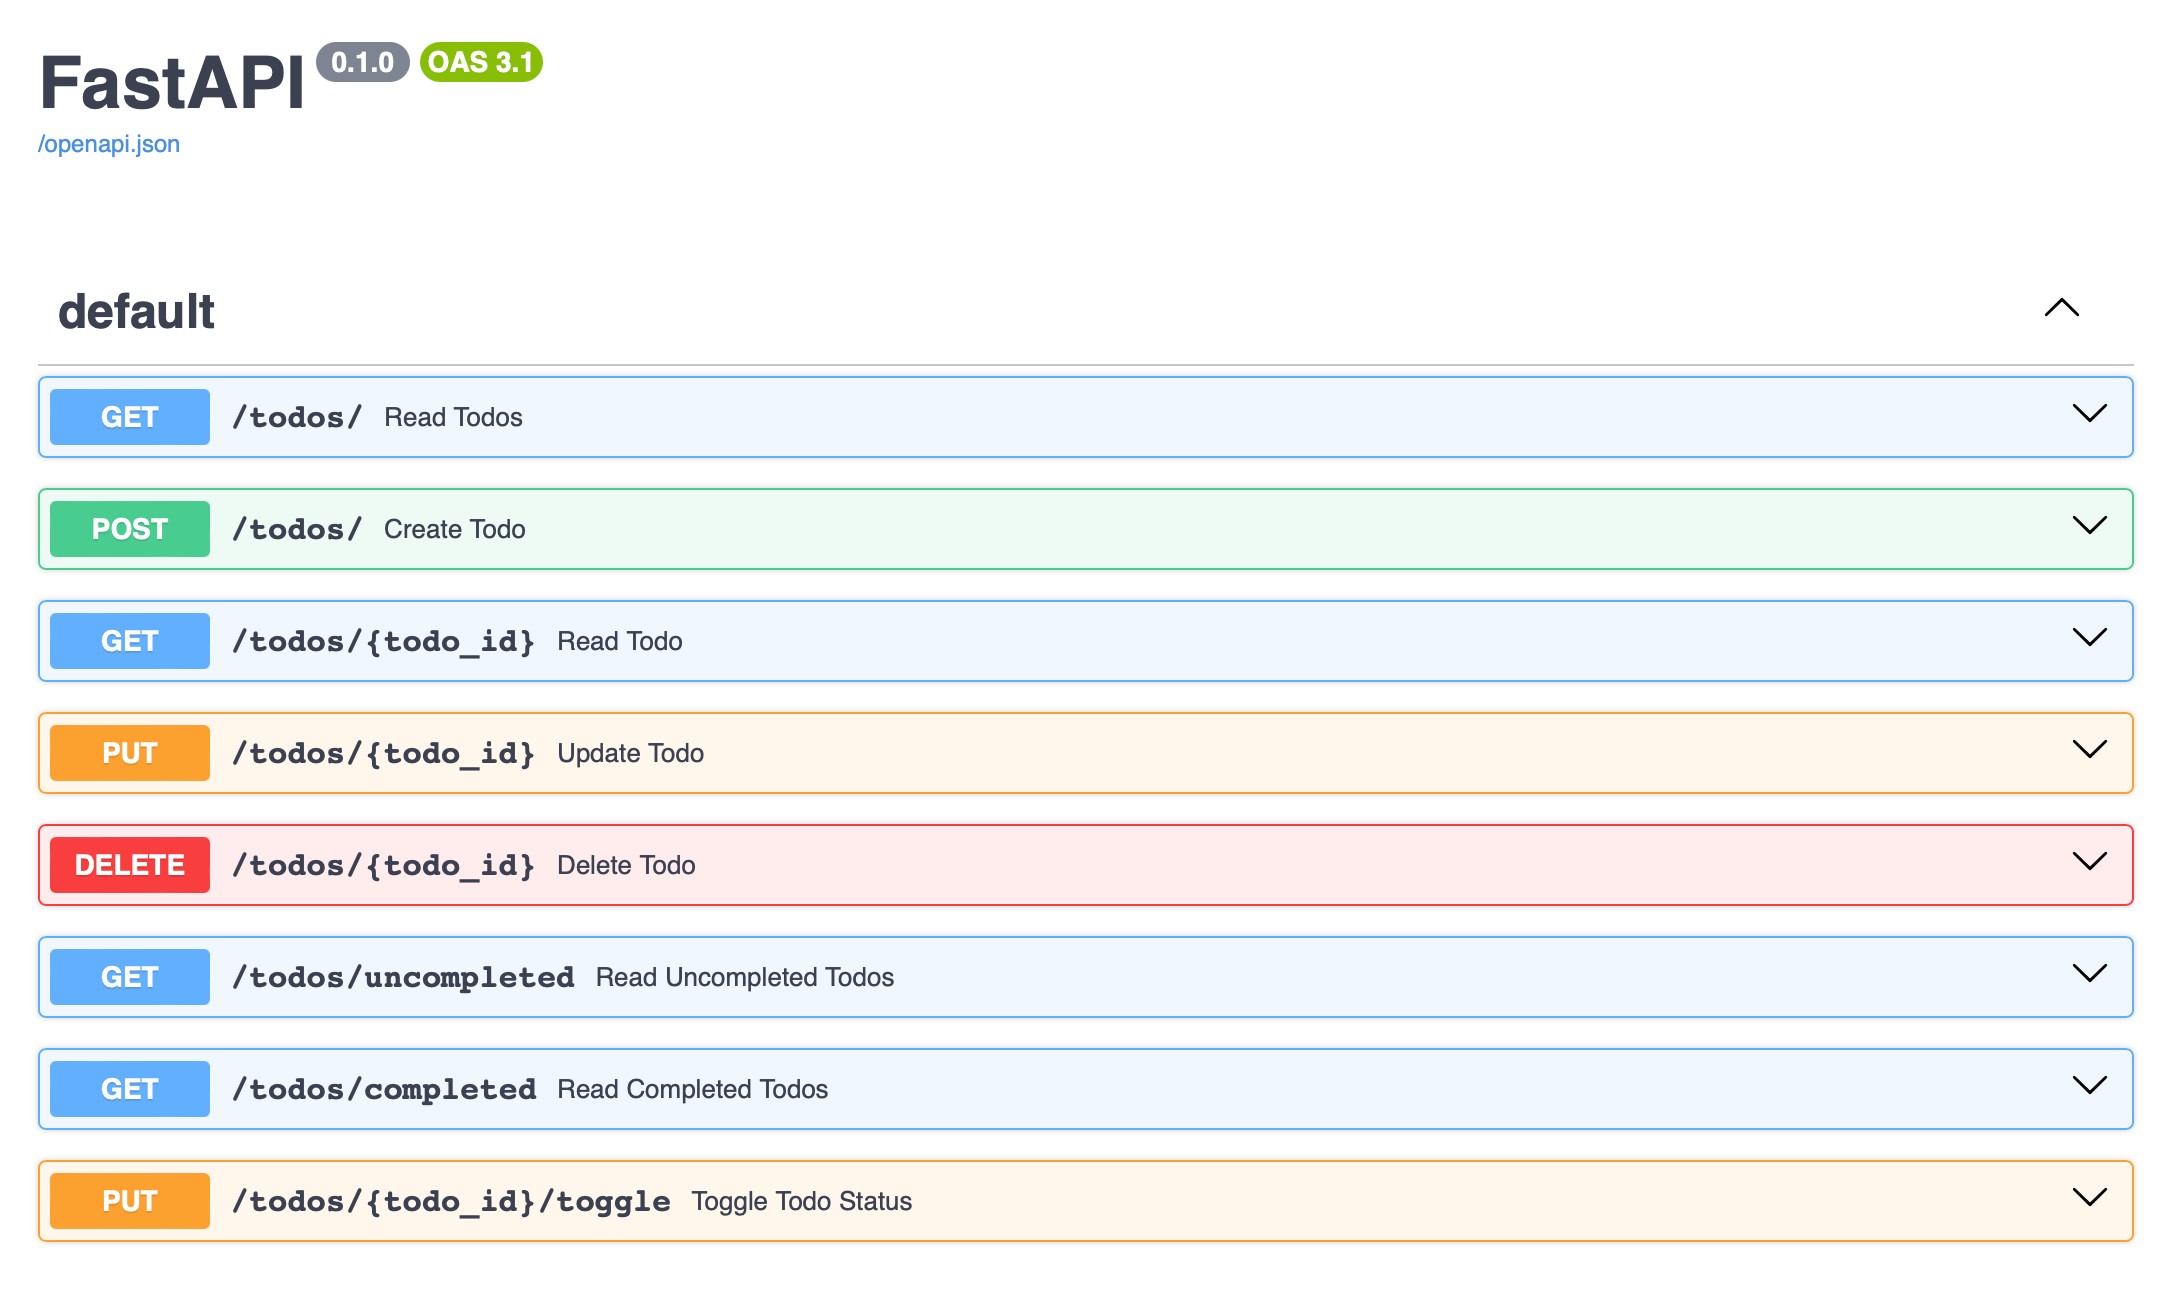 FastAPI 0.1.0 OAS 3.1
/openapi.json
default
GET /todos/ Read Todos
POST /todos/ Create Todo
GET /todos/{todo_id} Read Todo
PUT /todos/{todo_id} Update Todo
DELETE /todos/{todo_id} Delete Todo
GET /todos/uncompleted Read Uncompleted Todos
GET /todos/completed Read Completed Todos
PUT /todos/{todo_id}/toggle Toggle Todo Status